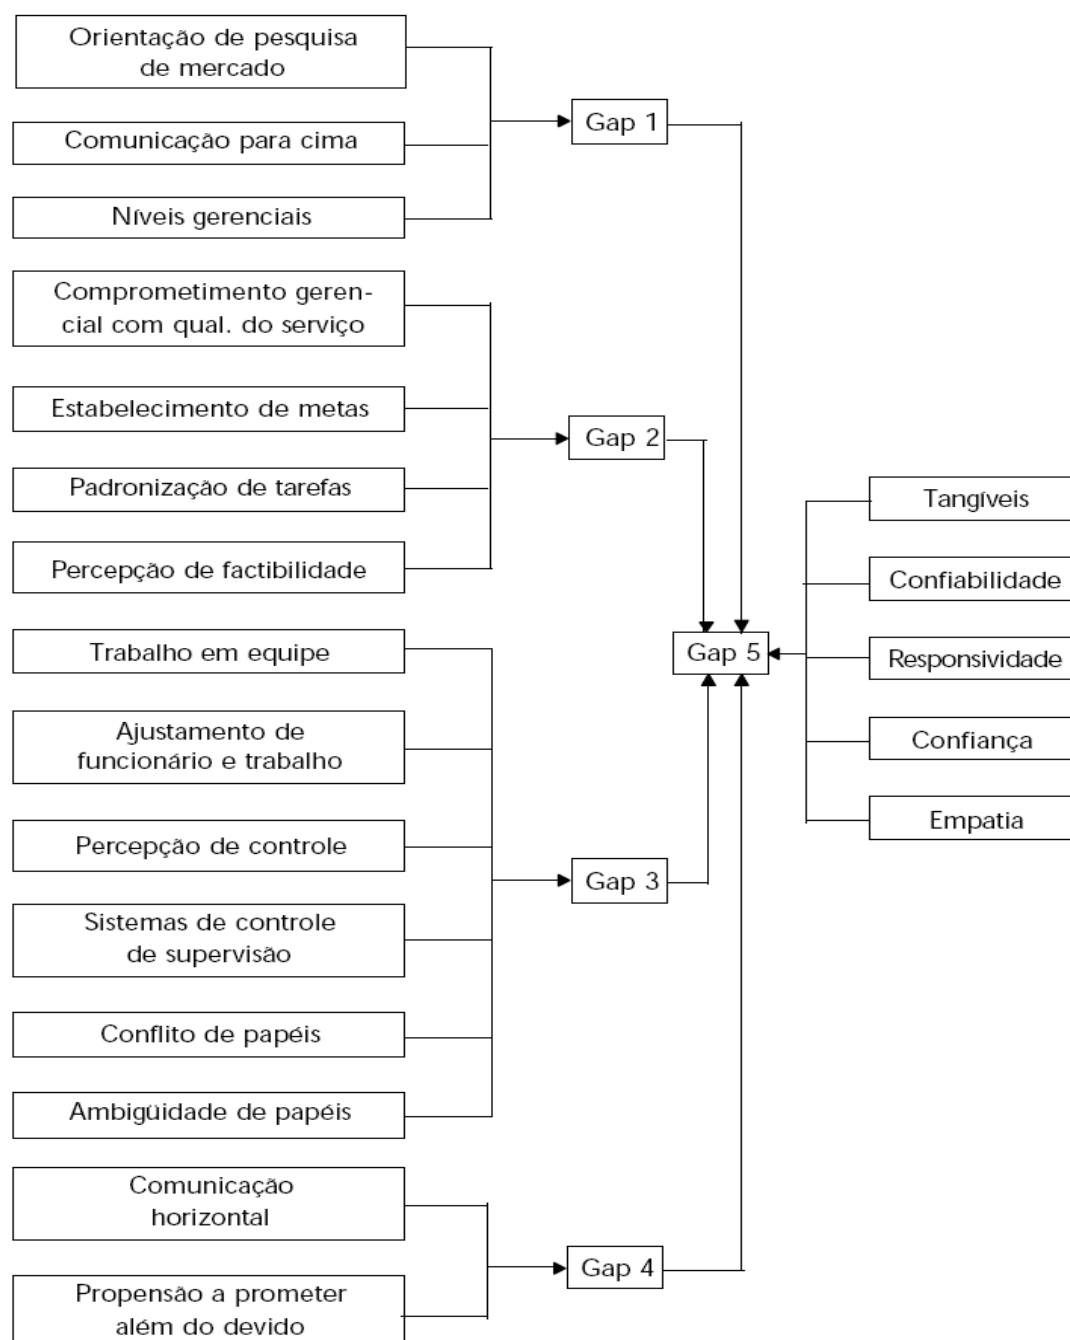 Orientação de pesquisa
de mercado
Comunicação para cima
Níveis gerenciais
Gap 1
Comprometimento geren-
cial com qual. do serviço
Estabelecimento de metas
Padronização de tarefas
Percepção de factibilidade
Gap 2
Trabalho em equipe
Ajustamento de
funcionário e trabalho
Percepção de controle
Sistemas de controle
de supervisão
Conflito de papéis
Ambigüidade de papéis
Gap 3
Comunicação
horizontal
Propensão a prometer
além do devido
Gap 4
Gap 5
Tangíveis
Confiabilidade
Responsividade
Confiança
Empatia